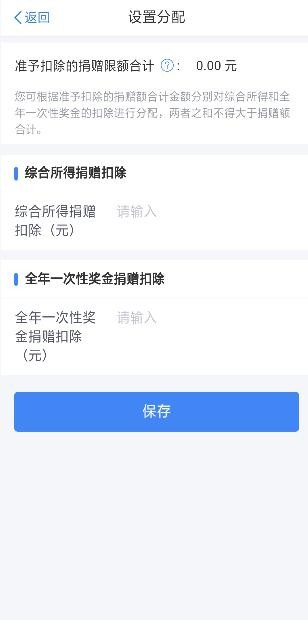 返回
设置分配
准予扣除的捐赠限额合计 ? ： 0.00 元
您可根据准予扣除的捐赠额合计金额分别对综合所得和全
年一次性奖金的扣除进行分配，两者之和不得大于捐赠额
合计。
综合所得捐赠扣除
综合所得捐赠 请输入
扣除（元）
全年一次性奖金捐赠扣除
全年一次性奖 请输入
金捐赠扣除
（元）
保存